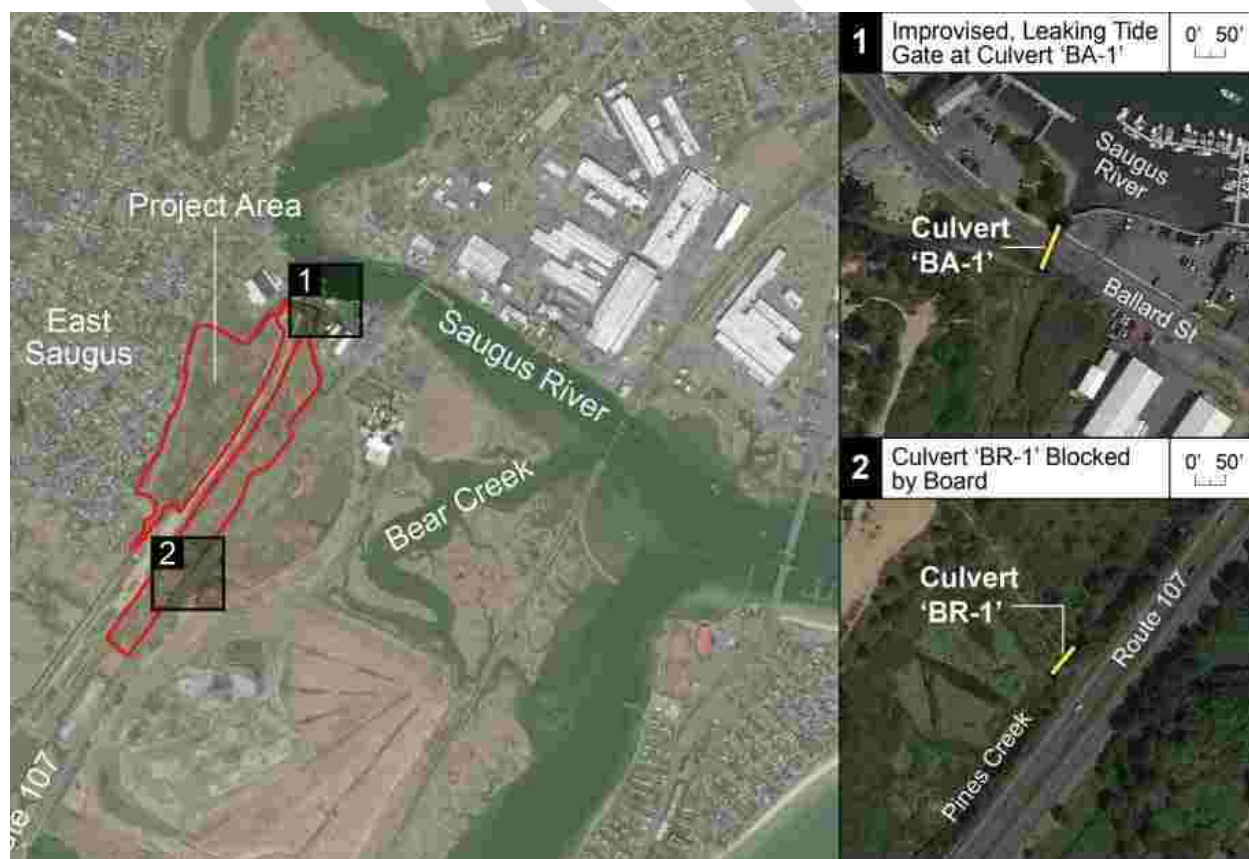 Project Area
East
Saugus
1
Saugus River
Bear Creek
2
107
1
Improvised, Leaking Tide
Gate at Culvert 'BA-1'
0' 50'
Saugus
River
Culvert
'BA-1'
Ballard St
2
Culvert 'BR-1' Blocked
by Board
0' 50'
Culvert
'BR-1'
Route 107
Pines Creek